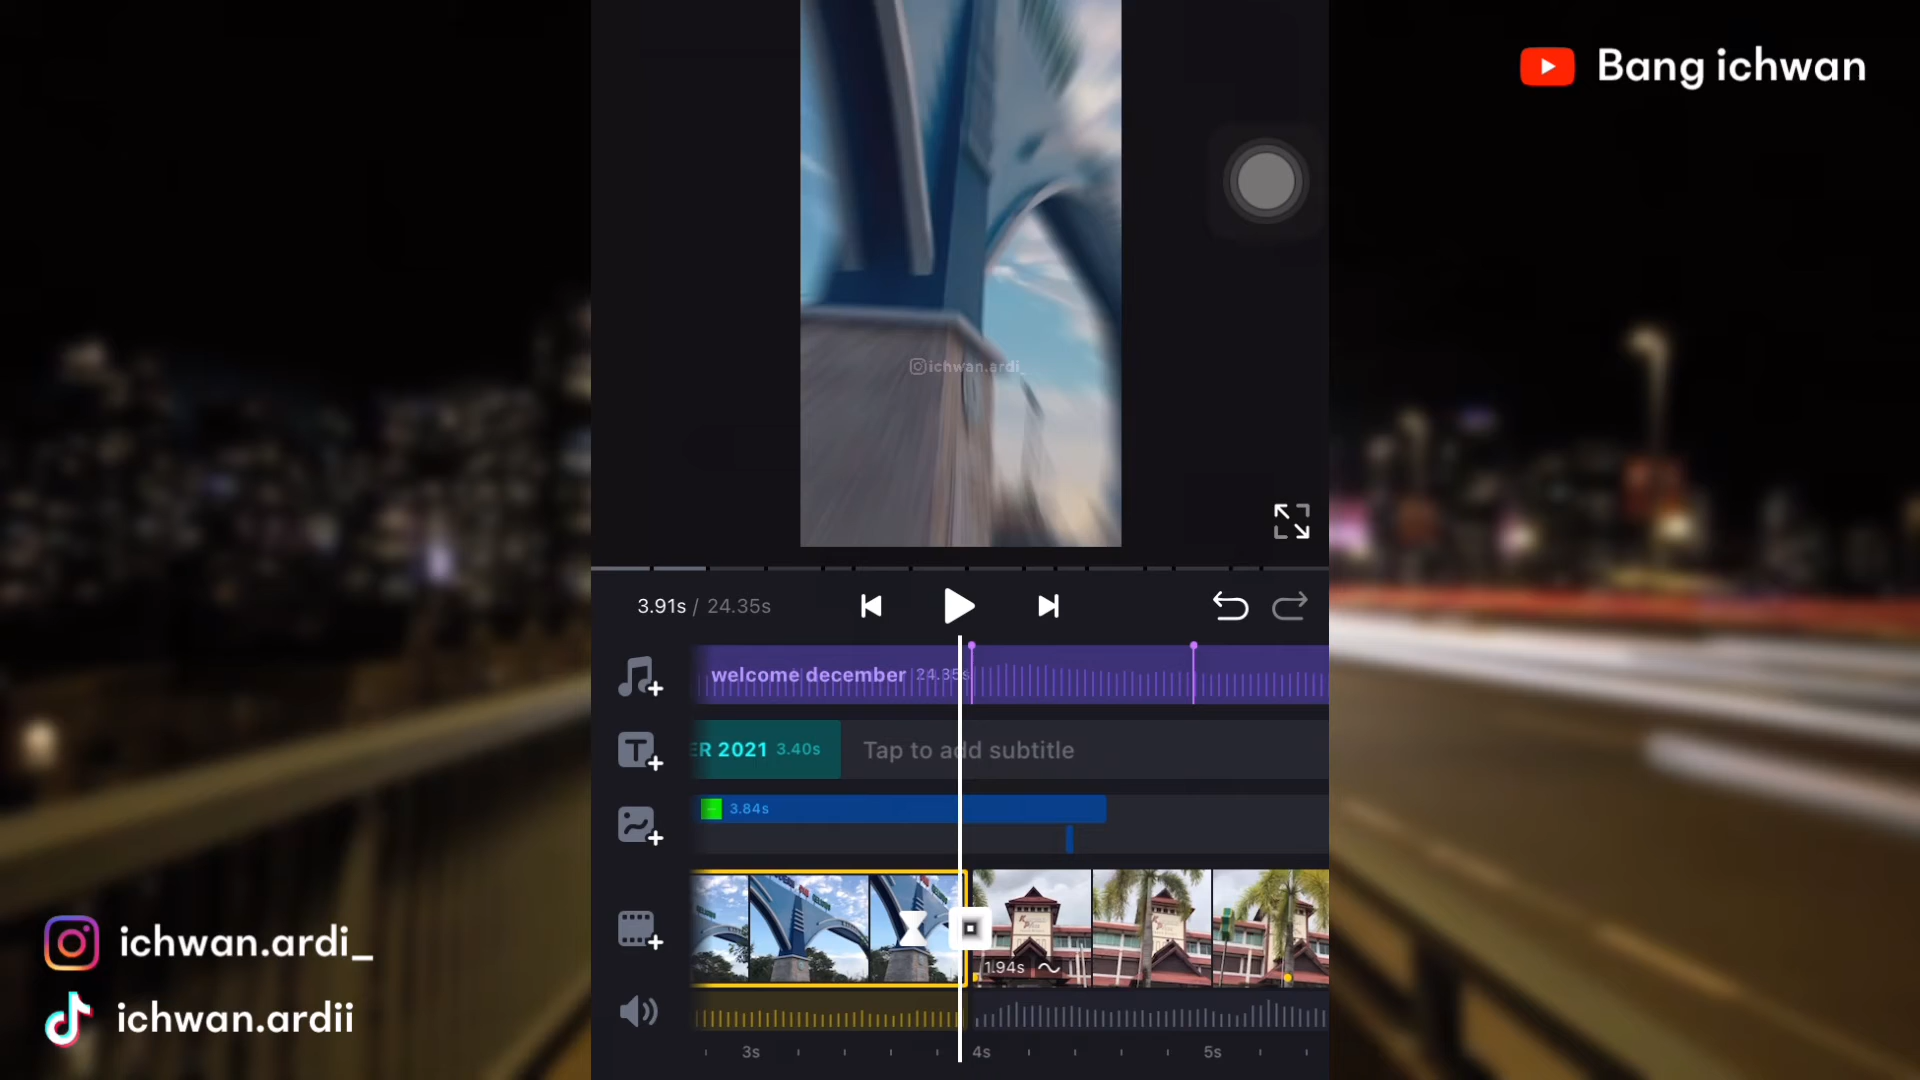 Bang ichwan
ichwan.ardi_
3.91s / 24.35s
welcome december 24.35s
ER 2021 3.40s
Tap to add subtitle
3.84s
1.94s
3s
4s
5s
ichwan.ardi_
ichwan.ardii